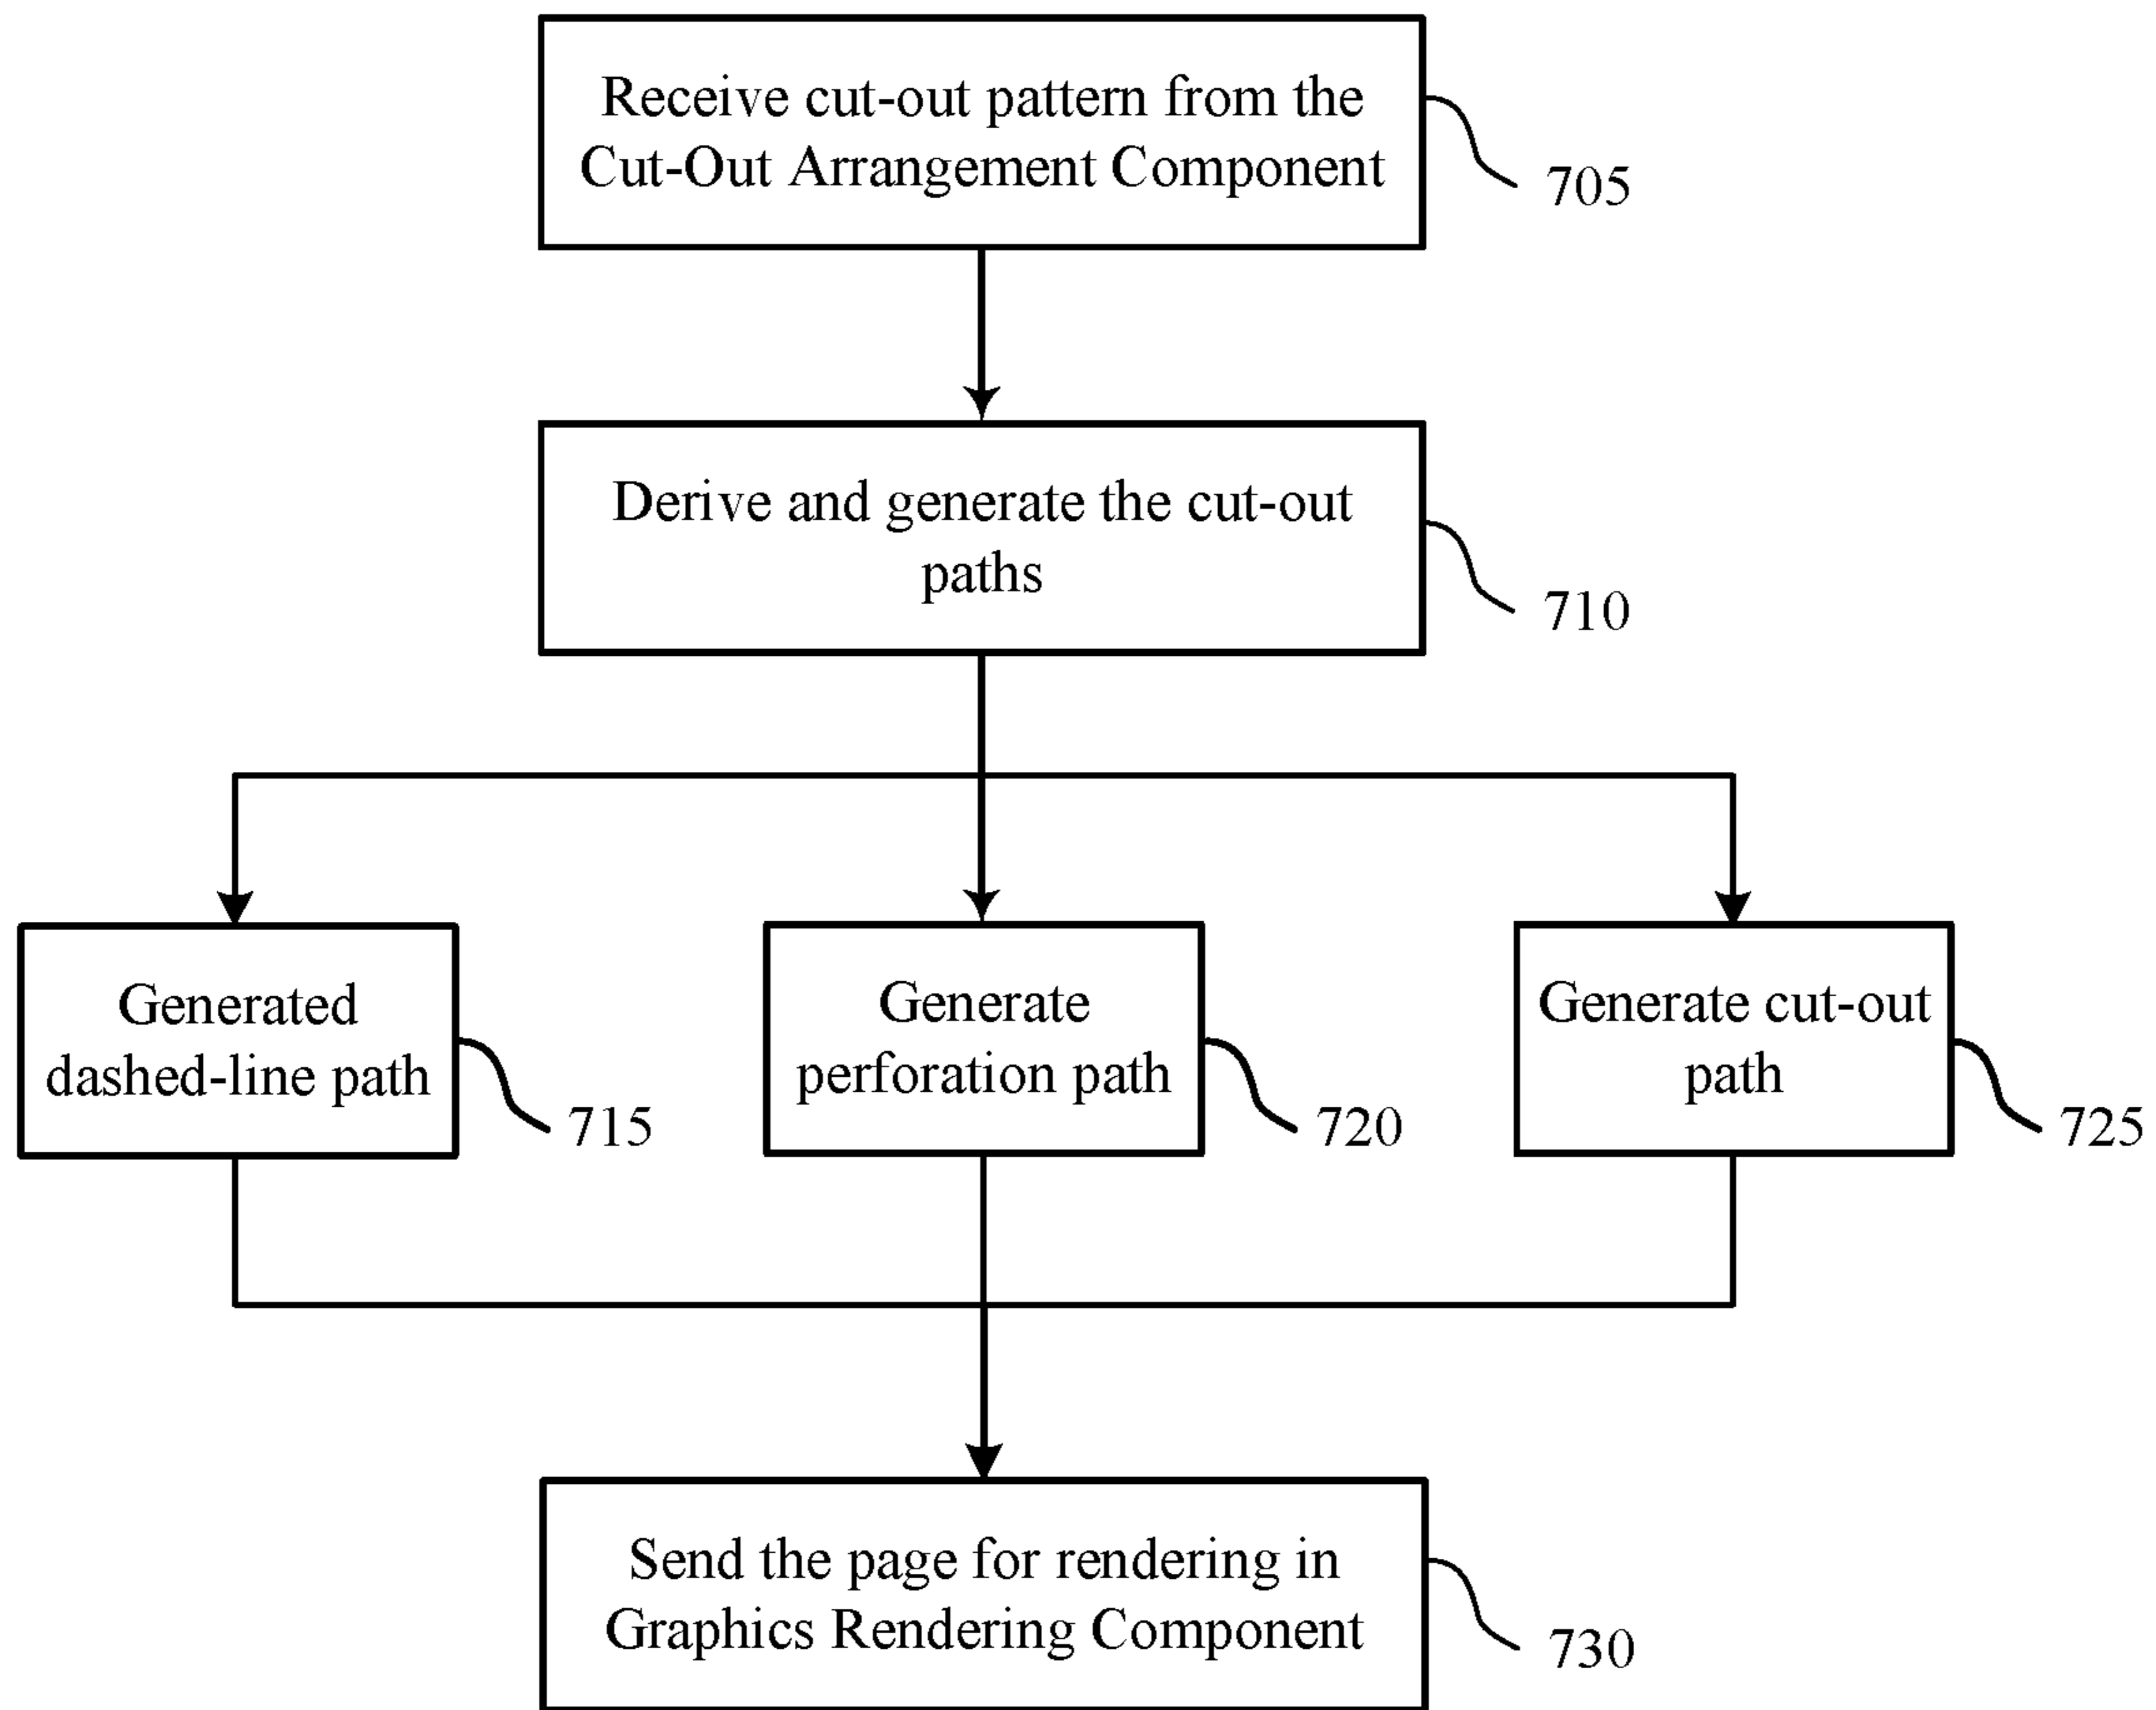 Receive cut-out pattern from the
Cut-Out Arrangement Component
705
Derive and generate the cut-out
paths
710
Generated
dashed-line path
715
Generate
perforation path
720
Generate cut-out
path
725
Send the page for rendering in
Graphics Rendering Component
730